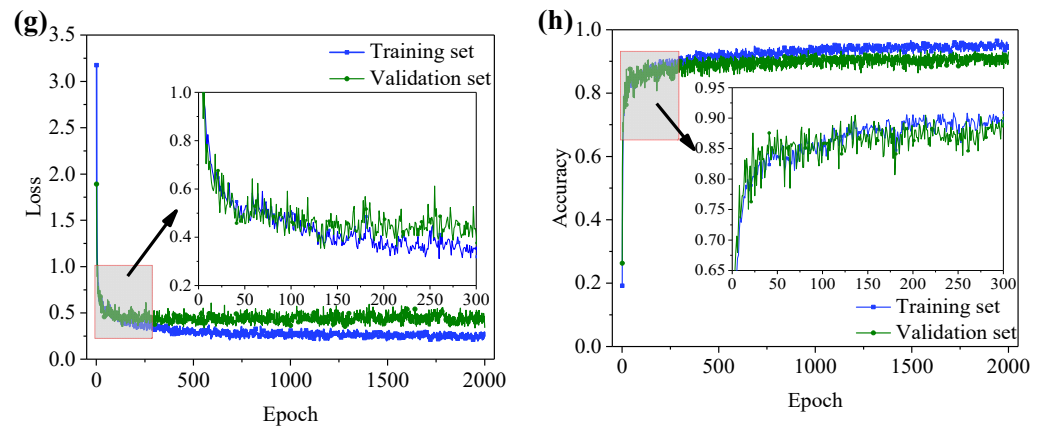 (g)
3.5
3.0
2.5
2.0
1.5
1.0
0.5
0.0
Loss
Training set
Validation set
1.0
0.8
0.6
0.4
0.2
0 50 100 150 200 250 300
0 500 1000 1500 2000
Epoch
(h)
1.0
0.8
0.6
0.4
0.2
0.0
Accuracy
0.95
0.90
0.85
0.80
0.75
0.70
0.65
0 50 100 150 200 250 300
Training set
Validation set
0 500 1000 1500 2000
Epoch